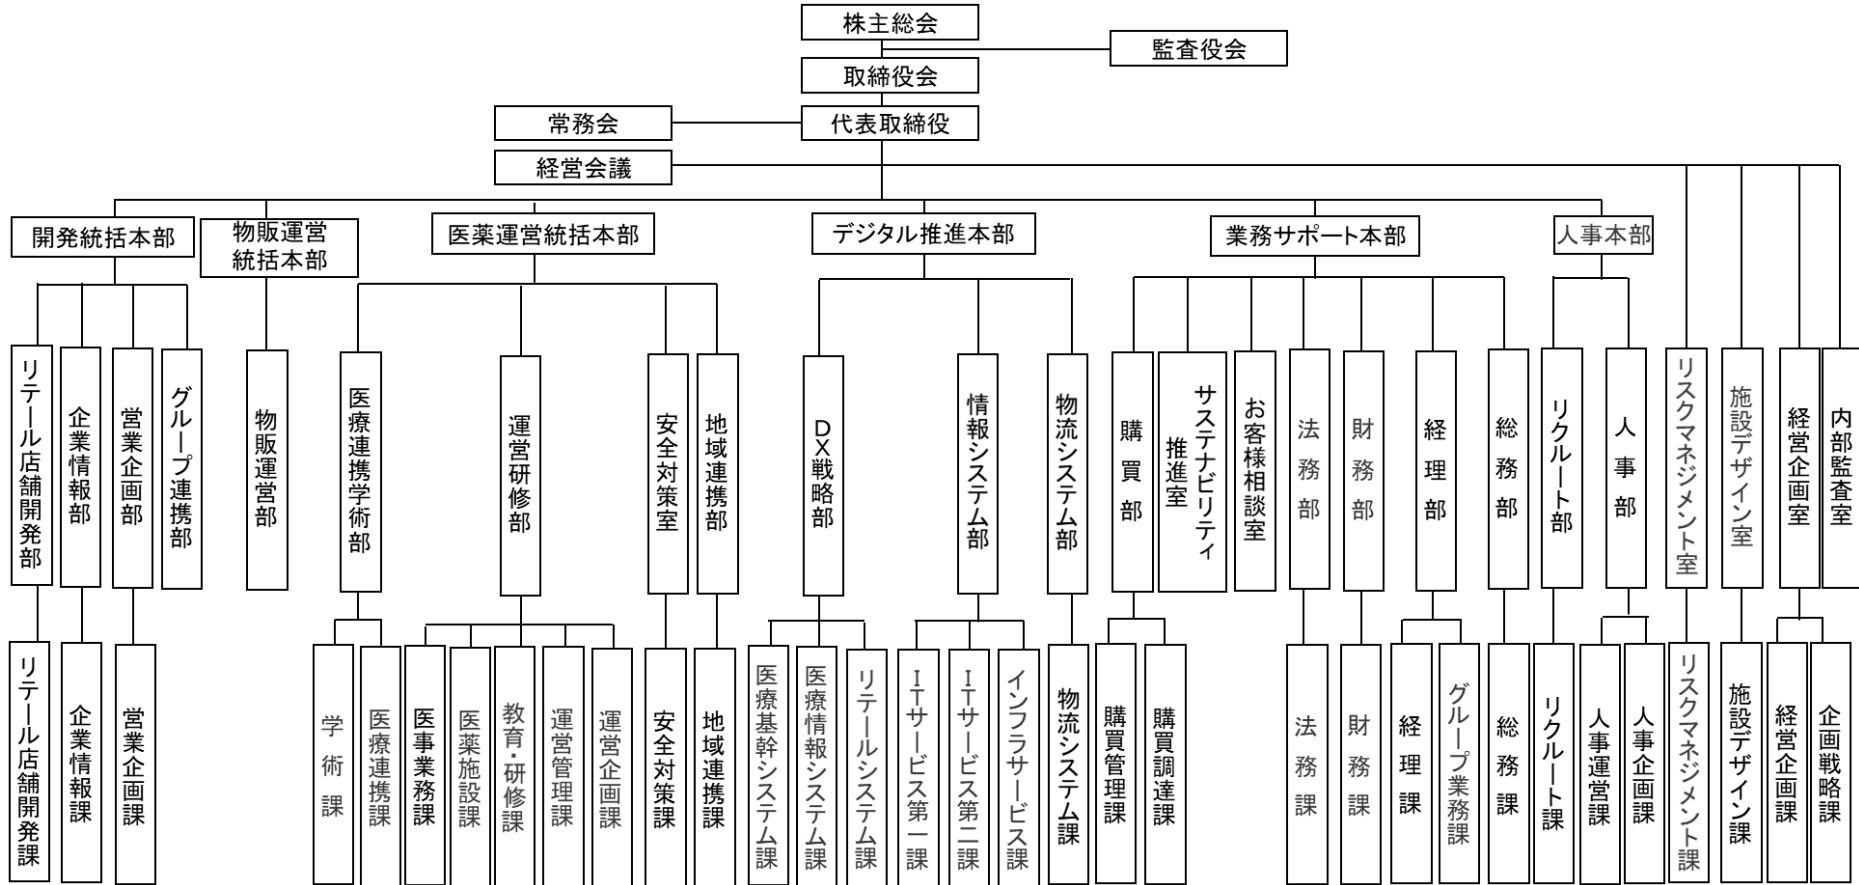 株主総会
監査役会
取締役会
常務会
代表取締役
経営会議
開発統括本部
物販運営
統括本部
医薬運営統括本部
デジタル推進本部
業務サポート本部
人事本部
リテール店舗開発部
企業情報部
営業企画部
グループ連携部
物販運営部
医療連携学術部
運営研修部
安全対策室
地域連携部
DX戦略部
情報システム部
物流システム部
購買部
サステナビリティ
推進室
お客様相談室
法務部
財務部
経理部
総務部
リクルート部
人事部
リスクマネジメント室
施設デザイン室
経営企画室
内部監査室
リテール店舗開発課
企業情報課
営業企画課
学術課
医療連携課
医事業務課
医薬施設課
教育・研修課
運営管理課
運営企画課
安全対策課
地域連携課
医療基幹システム課
医療情報システム課
リテールシステム課
ITサービス第一課
ITサービス第二課
インフラサービス課
物流システム課
購買管理課
購買調達課
法務課
財務課
経理課
グループ業務課
総務課
リクルート課
人事運営課
人事企画課
リスクマネジメント課
施設デザイン課
経営企画課
企画戦略課